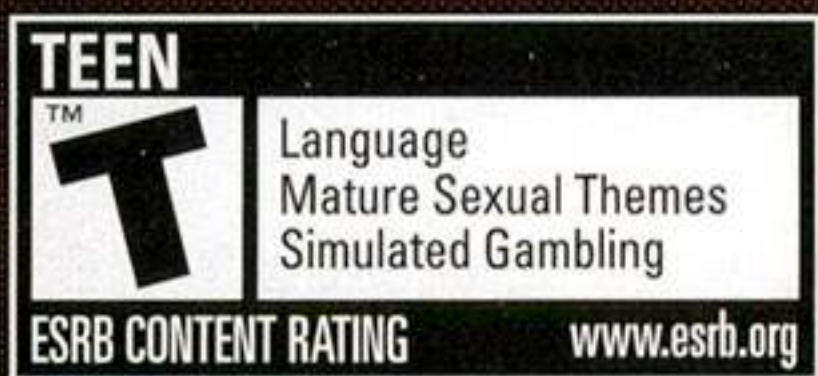 TEEN
TM
T
Language
Mature Sexual Themes
Simulated Gambling
ESRB CONTENT RATING www.esrb.org